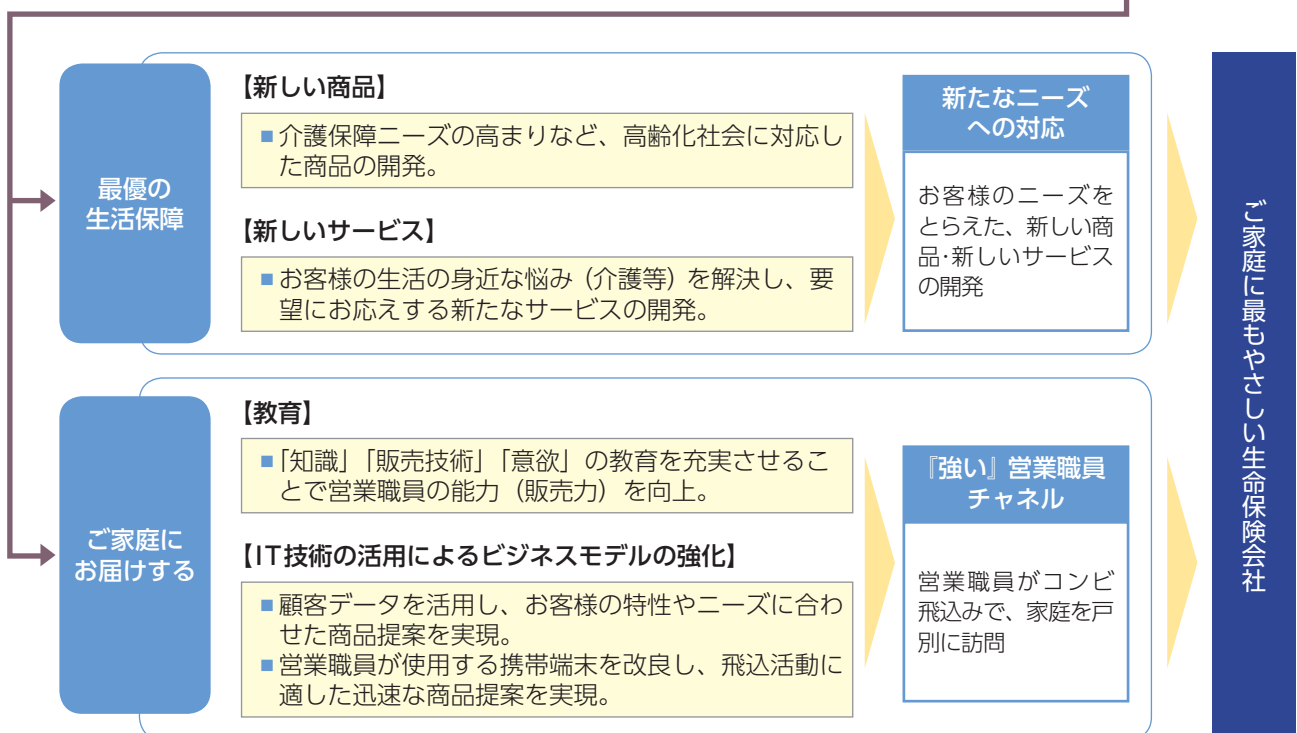 最優の
生活保障
【新しい商品】
■介護保障ニーズの高まりなど、高齢化社会に対応し
た商品の開発。
【新しいサービス】
■お客様の生活の身近な悩み（介護等）を解決し、要
望にお応えする新たなサービスの開発。
新たなニーズ
への対応
お客様のニーズを
とらえた、新しい商
品・新しいサービス
の開発
ご家庭に
お届けする
【教育】
■「知識」「販売技術」「意欲」の教育を充実させるこ
とで営業職員の能力（販売力）を向上。
【IT技術の活用によるビジネスモデルの強化】
■顧客データを活用し、お客様の特性やニーズに合わ
せた商品提案を実現。
■営業職員が使用する携帯端末を改良し、飛込活動に
適した迅速な商品提案を実現。
『強い』営業職員
チャネル
営業職員がコンビ
飛込みで、家庭を戸
別に訪問
ご家庭に最もやさしい生命保険会社